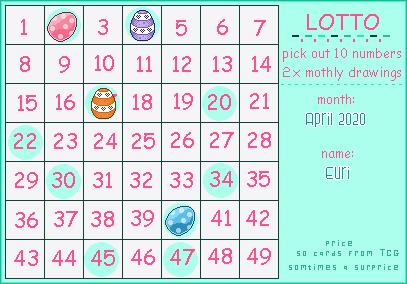 1 3 5 6 7
8 9 10 11 12 13 14
15 16 18 19 20 21
22 23 24 25 26 27 28
29 30 31 32 33 34 35
36 37 38 39 41 42
43 44 45 46 47 48 49
LOTTO
pick out 10 numbers
2x mothly drawings
month:
April 2020
name:
Euri
price
50 cards from TCG
somtimes a surprice